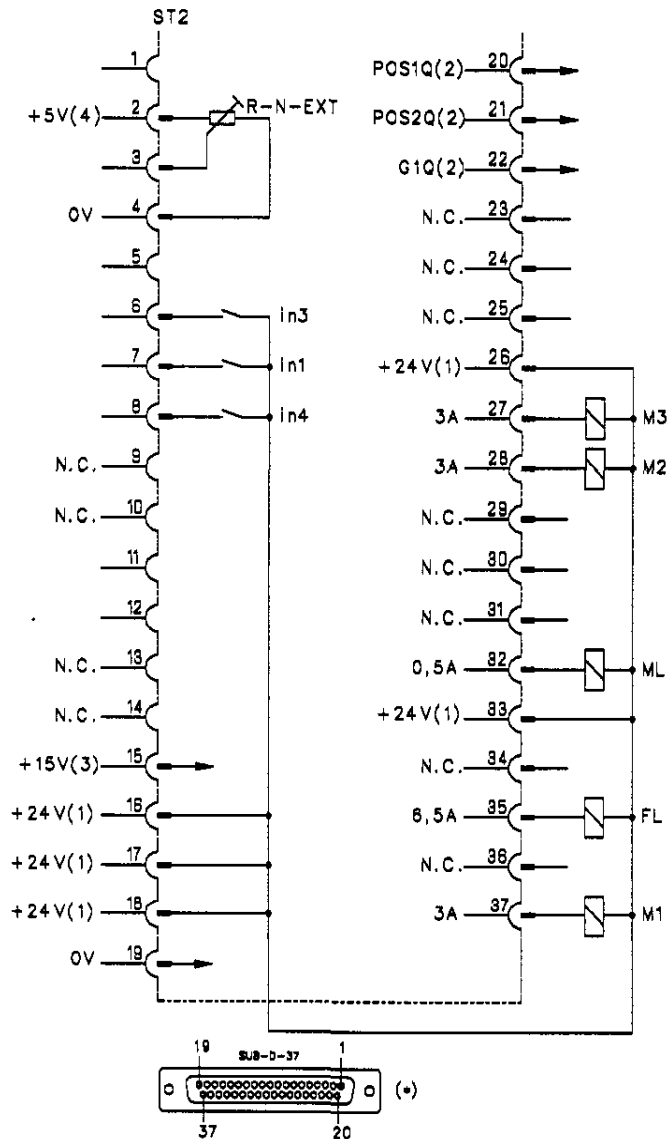 ST2
1
+5V(4) 2 R-N-EXT
3
0V 4
5
6 in3
7 in1
8 in4
N.C. 9
N.C. 10
11
12
N.C. 13
N.C. 14
+15V(3) 15
+24V(1) 16
+24V(1) 17
+24V(1) 18
0V 19
POS1Q(2) 20
POS2Q(2) 21
G1Q(2) 22
N.C. 23
N.C. 24
N.C. 25
+24V(1) 26
3A 27 M3
3A 28 M2
N.C. 29
N.C. 30
N.C. 31
0,5A 32 ML
+24V(1) 33
N.C. 34
6,5A 35 FL
N.C. 36
3A 37 M1
19 SUB-D-37 1
(*)
37 20